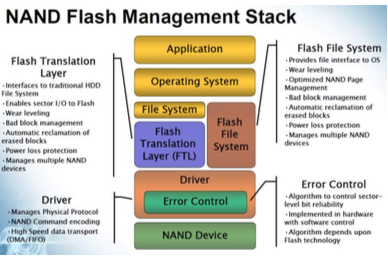 NAND Flash Management Stack
Flash Translation
Layer
•Interfaces to traditional HDD
File System
•Enables sector I/O to Flash
•Wear leveling
•Bad block management
•Automatic reclamation of
erased blocks
•Power loss protection
•Manages multiple NAND
devices
Driver
•Manages Physical Protocol
•NAND Command encoding
•High Speed data transport
(DMA/FIFO)
Application
Operating System
File System
Flash
Translation
Layer (FTL)
Flash
File
System
Driver
Error Control
NAND Device
Flash File System
•Provides file interface to OS
•Wear leveling
•Optimized NAND Page
Management
•Bad block management
•Automatic reclamation of
erased blocks
•Power loss protection
•Manages multiple NAND
devices
Error Control
•Algorithm to control sector-
level bit reliability
•Implemented in hardware
with software control
•Algorithm depends upon
Flash technology